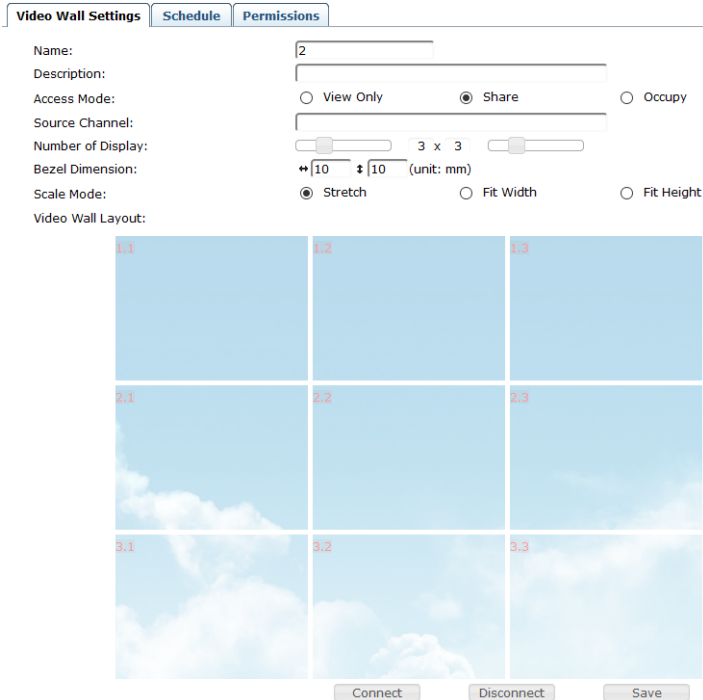 Video Wall Settings Schedule Permissions
Name: 2
Description:
Access Mode: View Only Share Occupy
Source Channel:
Number of Display: 3 x 3
Bezel Dimension: ↔ 10 ↕ 10 (unit: mm)
Scale Mode: Stretch Fit Width Fit Height
Video Wall Layout:
1.1 1.2 1.3
2.1 2.2 2.3
3.1 3.2 3.3
Connect Disconnect Save